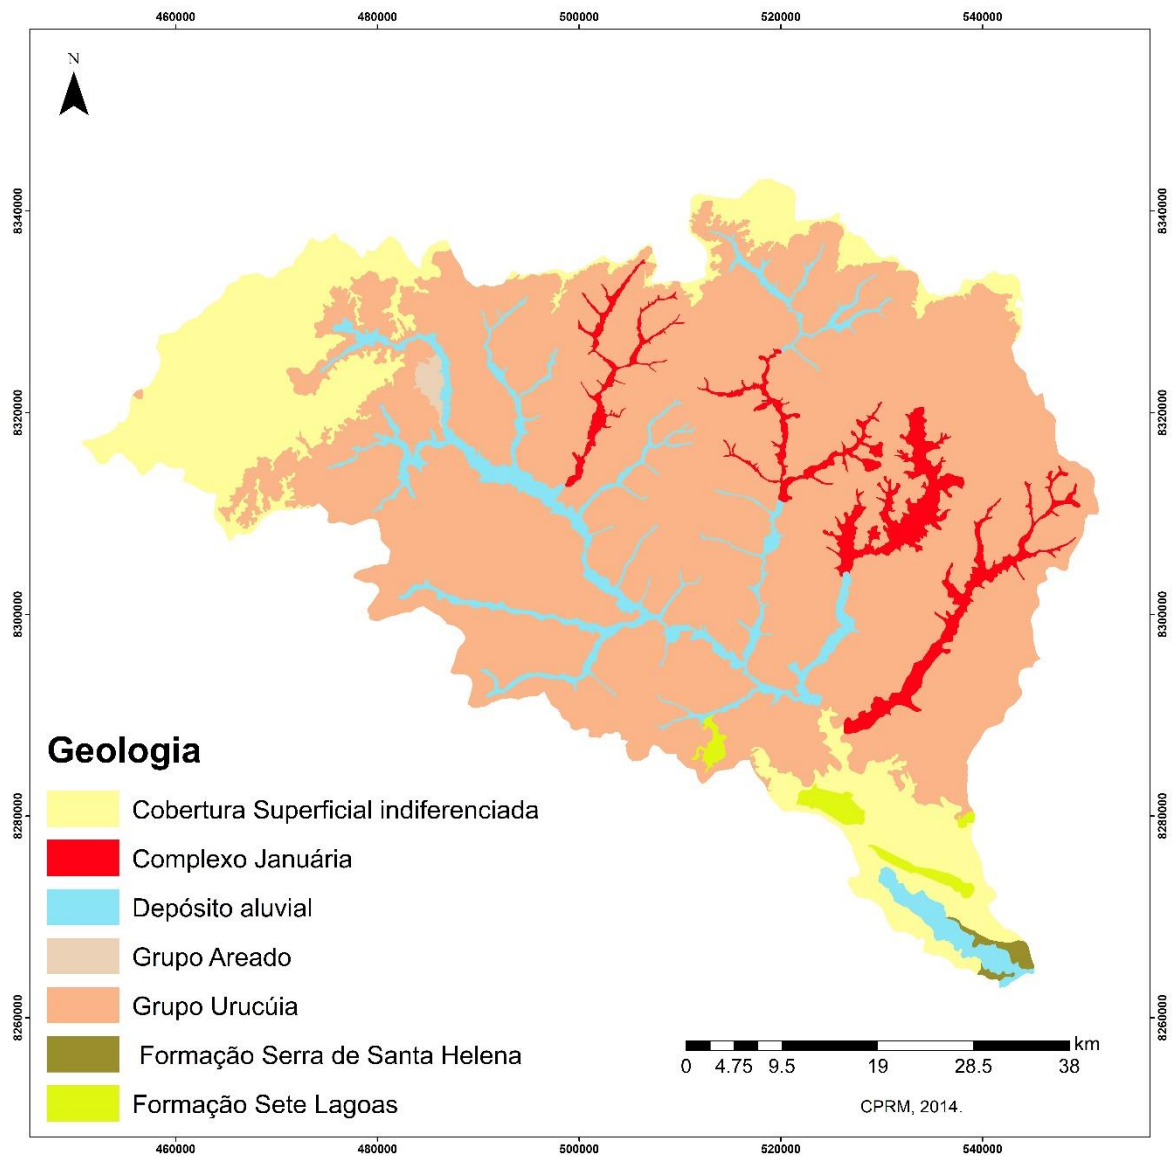 460000 480000 500000 520000 540000
N
8340000 8340000
8320000 8320000
8300000 8300000
8280000 8280000
8260000 8260000
Geologia
Cobertura Superficial indiferenciada
Complexo Januária
Depósito aluvial
Grupo Areado
Grupo Urucúia
Formação Serra de Santa Helena
Formação Sete Lagoas
km
0 4.75 9.5 19 28.5 38
CPRM, 2014.
460000 480000 500000 520000 540000